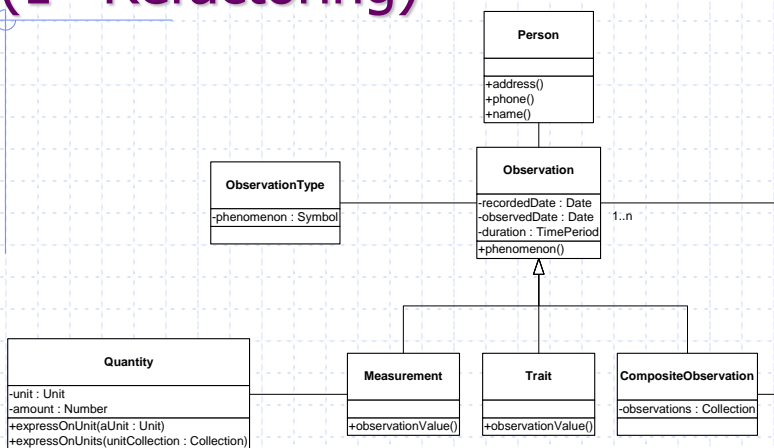 Refactoring)
Person
+address()
+phone()
+name()
ObservationType
-phenomenon : Symbol
Observation
-recordedDate : Date
-observedDate : Date
-duration : TimePeriod
+phenomenon()
1..n
Quantity
-unit : Unit
-amount : Number
+expressOnUnit(aUnit : Unit)
+expressOnUnits(unitCollection : Collection)
Measurement
+observationValue()
Trait
+observationValue()
CompositeObservation
-observations : Collection